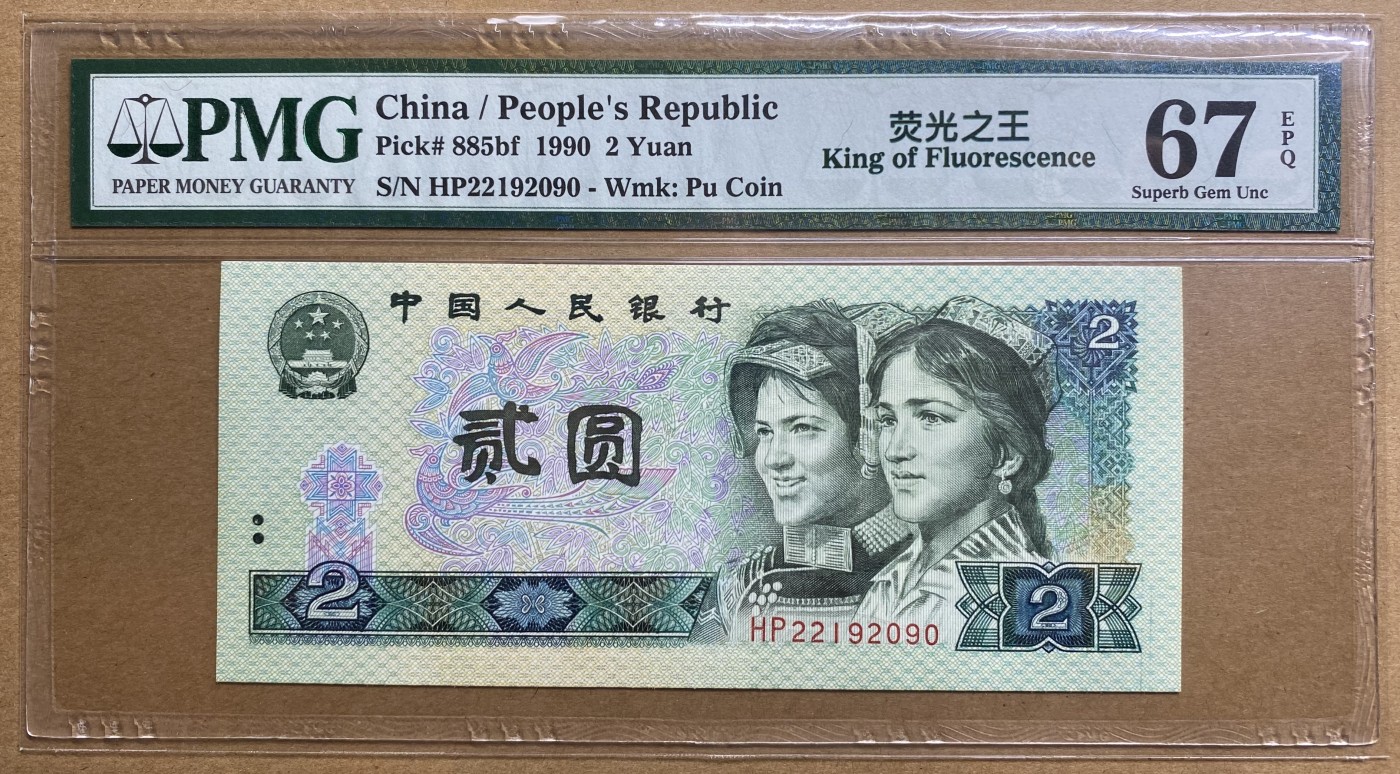 PMG
PAPER MONEY GUARANTY
China / People's Republic
Pick# 885bf 1990 2 Yuan
S/N HP22192090 - Wmk: Pu Coin
荧光之王
King of Fluorescence
67
EPQ
Superb Gem Unc
中国人民银行
2
贰圆
2
HP22192090
2